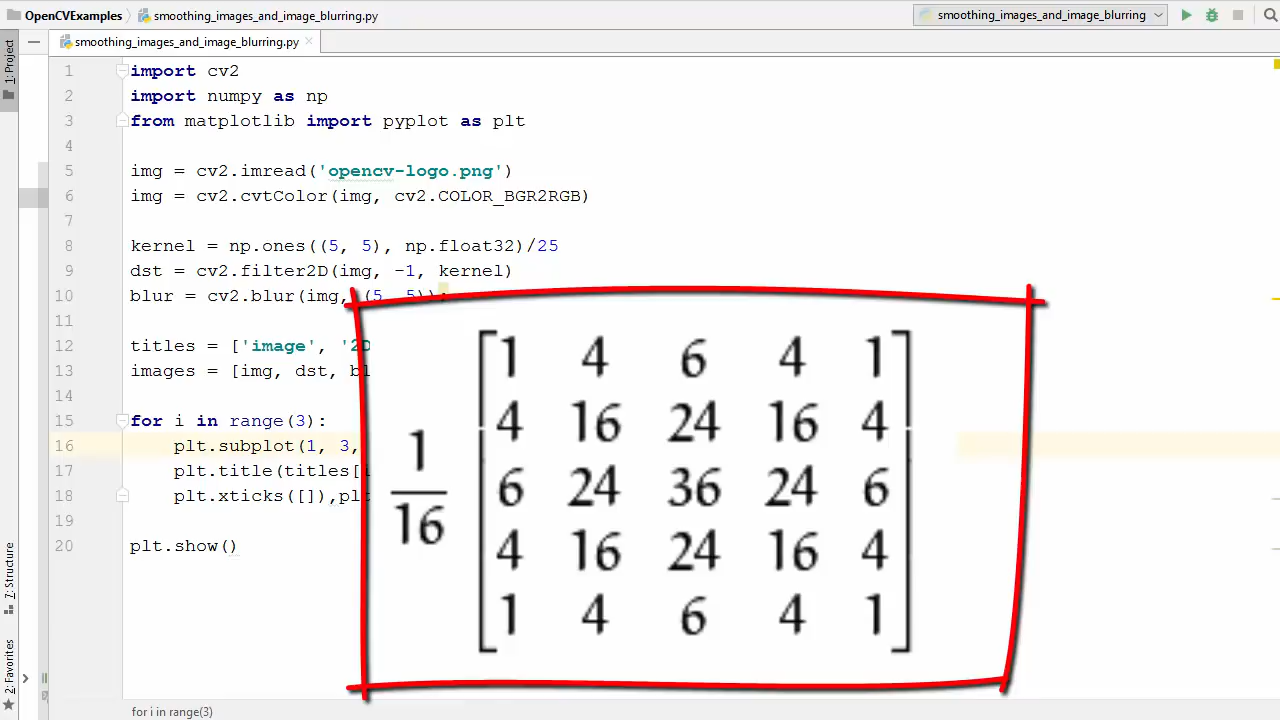 OpenCVExamples smoothing_images_and_image_blurring.py smoothing_images_and_image_blurring
smoothing_images_and_image_blurring.py
1: Project
7: Structure
2: Favorites
1 import cv2
2 import numpy as np
3 from matplotlib import pyplot as plt
4
5 img = cv2.imread('opencv-logo.png')
6 img = cv2.cvtColor(img, cv2.COLOR_BGR2RGB)
7
8 kernel = np.ones((5, 5), np.float32)/25
9 dst = cv2.filter2D(img, -1, kernel)
10 blur = cv2.blur(img, (5, 5))
11
12 titles = ['image', '2D
13 images = [img, dst, bl
14
15 for i in range(3):
16 plt.subplot(1, 3,
17 plt.title(titles[i
18 plt.xticks([]),pl
19
20 plt.show()
1
16
1 4 6 4 1
4 16 24 16 4
6 24 36 24 6
4 16 24 16 4
1 4 6 4 1
for i in range(3)